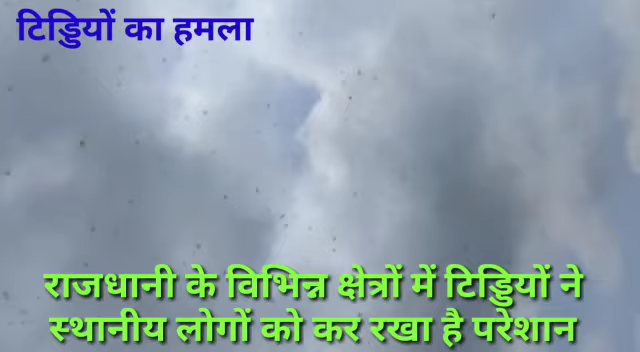 टिड्डियों का हमला
राजधानी के विभिन्न क्षेत्रों में टिड्डियों ने
स्थानीय लोगों को कर रखा है परेशान